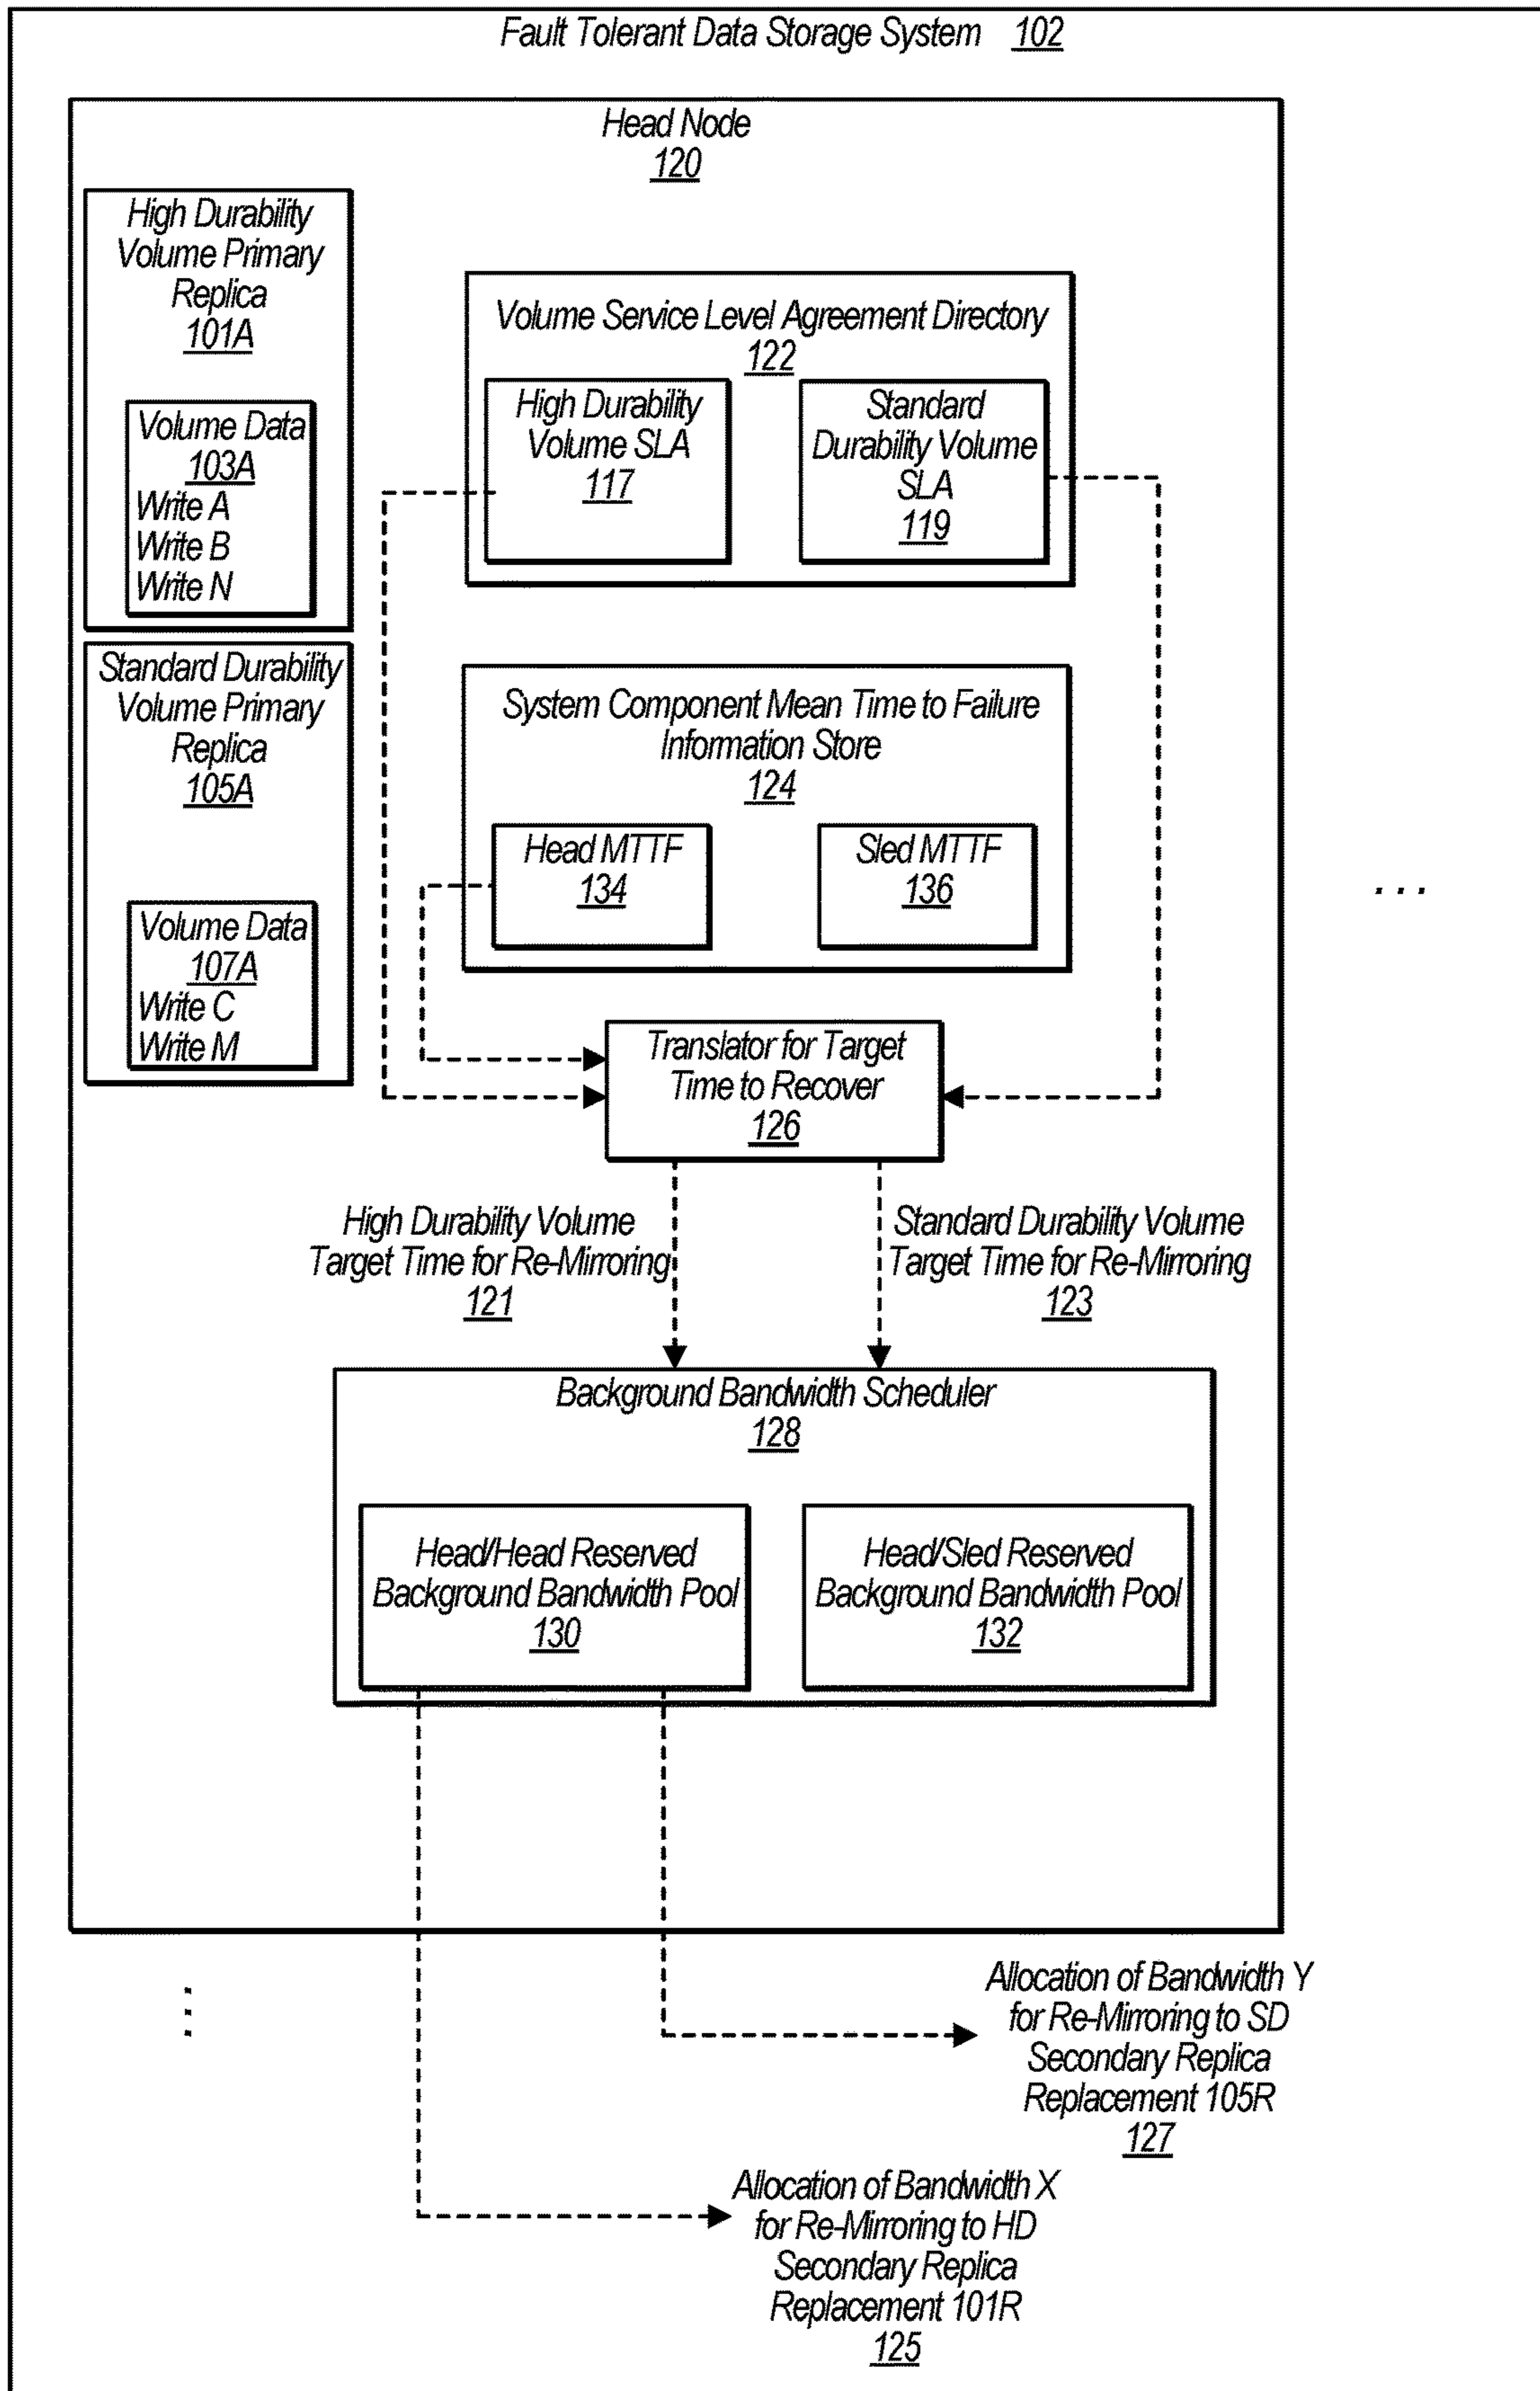 Fault Tolerant Data Storage System 102
Head Node
120
High Durability
Volume Primary
Replica
101A
Volume Data
103A
Write A
Write B
Write N
Standard Durability
Volume Primary
Replica
105A
Volume Data
107A
Write C
Write M
Volume Service Level Agreement Directory
122
High Durability
Volume SLA
117
Standard
Durability Volume
SLA
119
System Component Mean Time to Failure
Information Store
124
Head MTTF
134
Sled MTTF
136
. . .
Translator for Target
Time to Recover
126
High Durability Volume
Target Time for Re-Mirroring
121
Standard Durability Volume
Target Time for Re-Mirroring
123
Background Bandwidth Scheduler
128
Head/Head Reserved
Background Bandwidth Pool
130
Head/Sled Reserved
Background Bandwidth Pool
132
Allocation of Bandwidth Y
for Re-Mirroring to SD
Secondary Replica
Replacement 105R
127
Allocation of Bandwidth X
for Re-Mirroring to HD
Secondary Replica
Replacement 101R
125